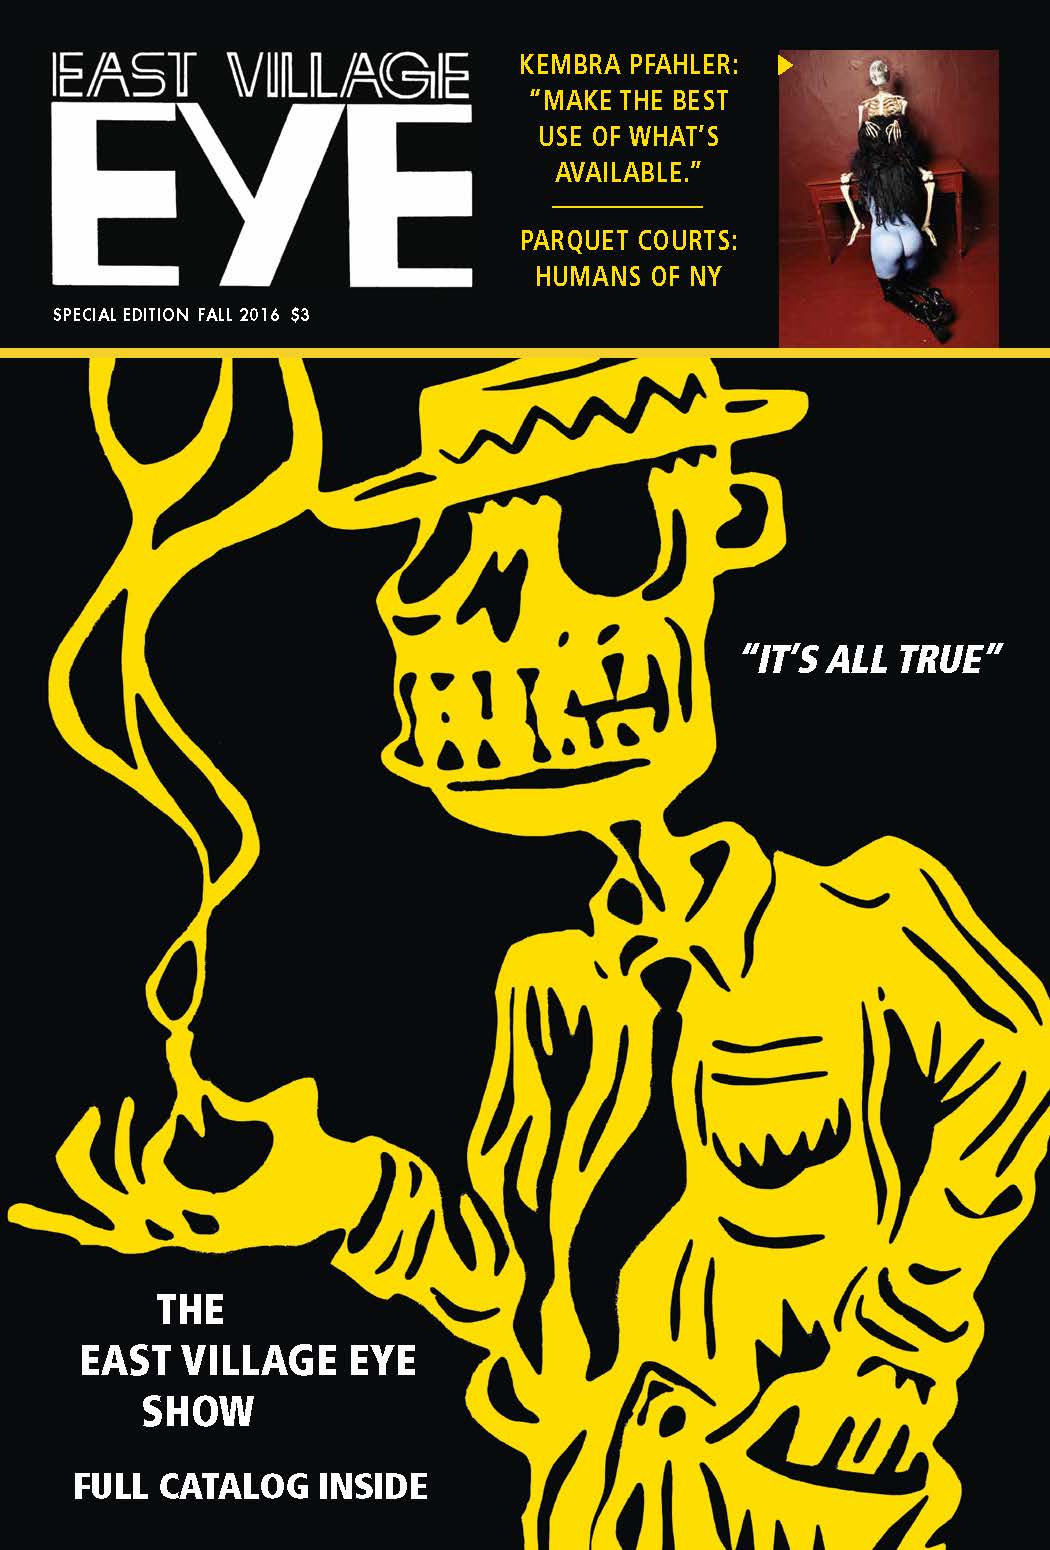 EAST VILLAGE
EYE
SPECIAL EDITION FALL 2016 $3
KEMBRA PFAHLER:
“MAKE THE BEST
USE OF WHAT’S
AVAILABLE.”
PARQUET COURTS:
HUMANS OF NY
“IT’S ALL TRUE”
THE
EAST VILLAGE EYE
SHOW
FULL CATALOG INSIDE